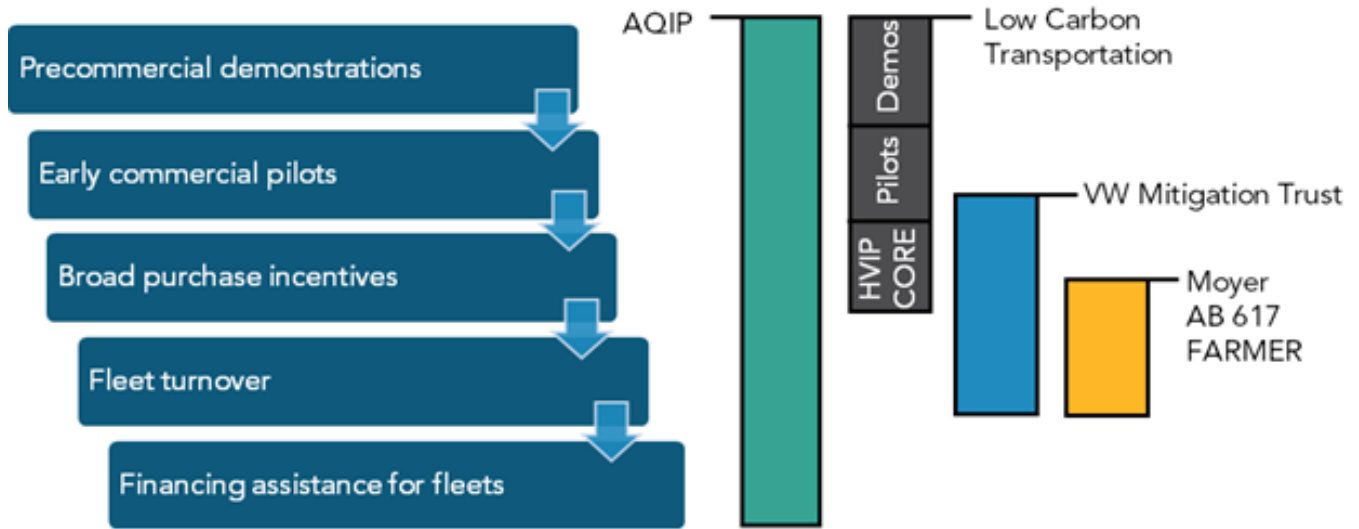 Precommercial demonstrations
Early commercial pilots
Broad purchase incentives
Fleet turnover
Financing assistance for fleets
AQIP
Demos
Pilots
HVIP
CORE
Low Carbon
Transportation
VW Mitigation Trust
Moyer
AB 617
FARMER